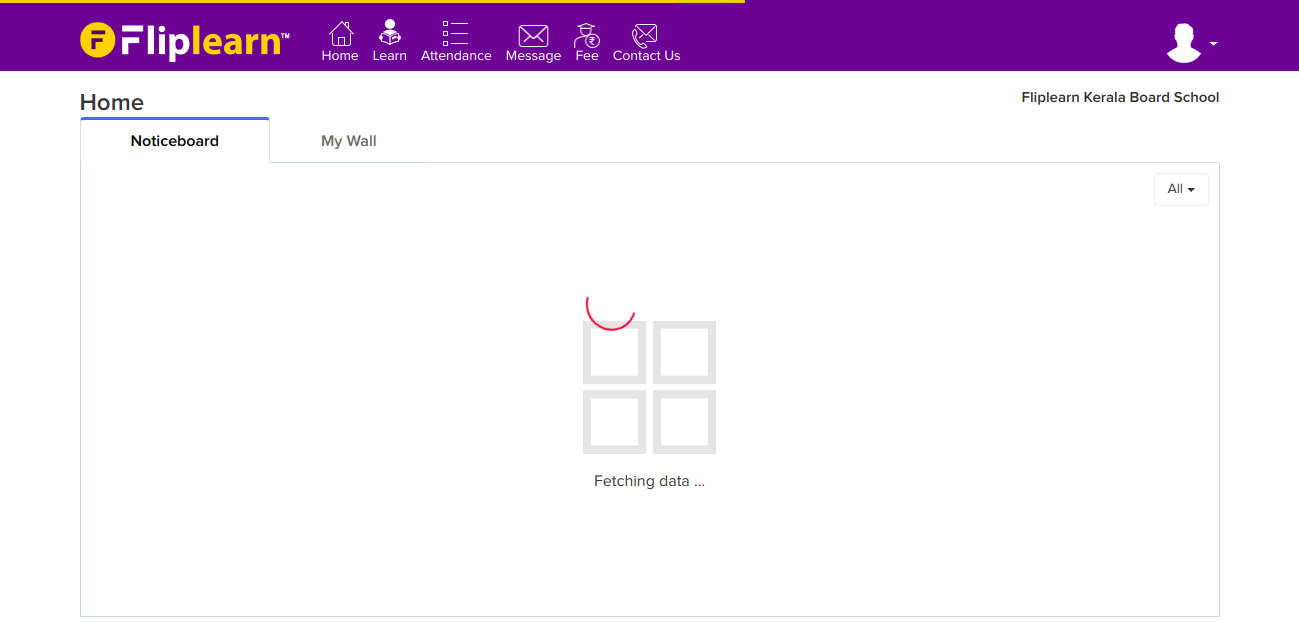 Fliplearn™
Home Learn Attendance Message Fee Contact Us
Home
Fliplearn Kerala Board School
Noticeboard My Wall
All
Fetching data ...